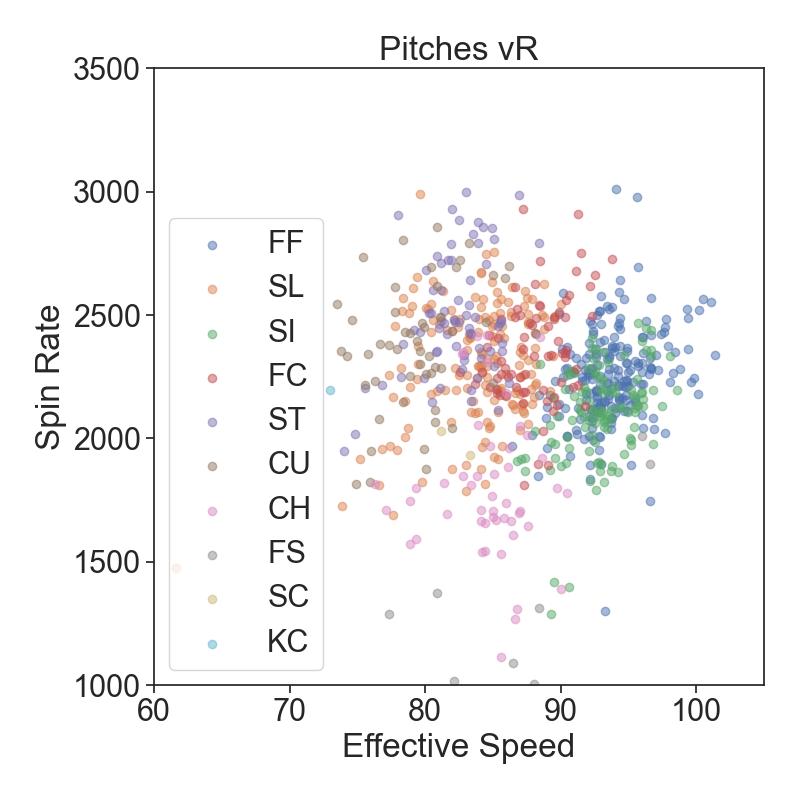 Pitches vR
3500
3000
2500
2000
1500
1000
Spin Rate
FF
SL
SI
FC
ST
CU
CH
FS
SC
KC
60 70 80 90 100
Effective Speed